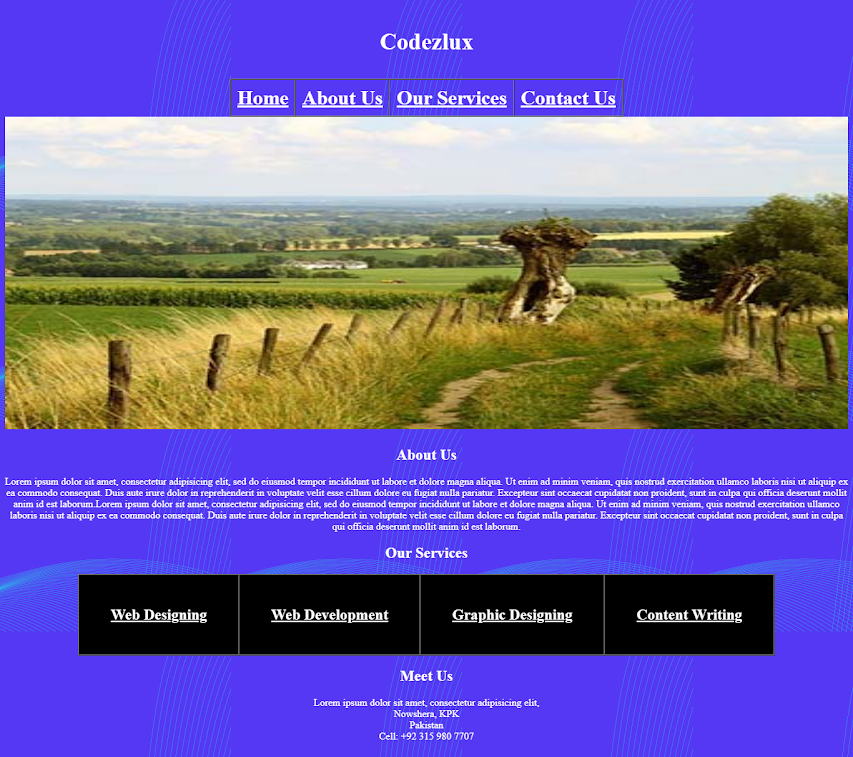 Codezlux
Home About Us Our Services Contact Us
About Us
Lorem ipsum dolor sit amet, consectetur adipisicing elit, sed do eiusmod tempor incididunt ut labore et dolore magna aliqua. Ut enim ad minim veniam, quis nostrud exercitation ullamco laboris nisi ut aliquip ex
ea commodo consequat. Duis aute irure dolor in reprehenderit in voluptate velit esse cillum dolore eu fugiat nulla pariatur. Excepteur sint occaecat cupidatat non proident, sunt in culpa qui officia deserunt mollit
anim id est laborum.Lorem ipsum dolor sit amet, consectetur adipisicing elit, sed do eiusmod tempor incididunt ut labore et dolore magna aliqua. Ut enim ad minim veniam, quis nostrud exercitation ullamco
laboris nisi ut aliquip ex ea commodo consequat. Duis aute irure dolor in reprehenderit in voluptate velit esse cillum dolore eu fugiat nulla pariatur. Excepteur sint occaecat cupidatat non proident, sunt in culpa
qui officia deserunt mollit anim id est laborum.
Our Services
Web Designing Web Development Graphic Designing Content Writing
Meet Us
Lorem ipsum dolor sit amet, consectetur adipisicing elit,
Nowshera, KPK
Pakistan
Cell: +92 315 980 7707